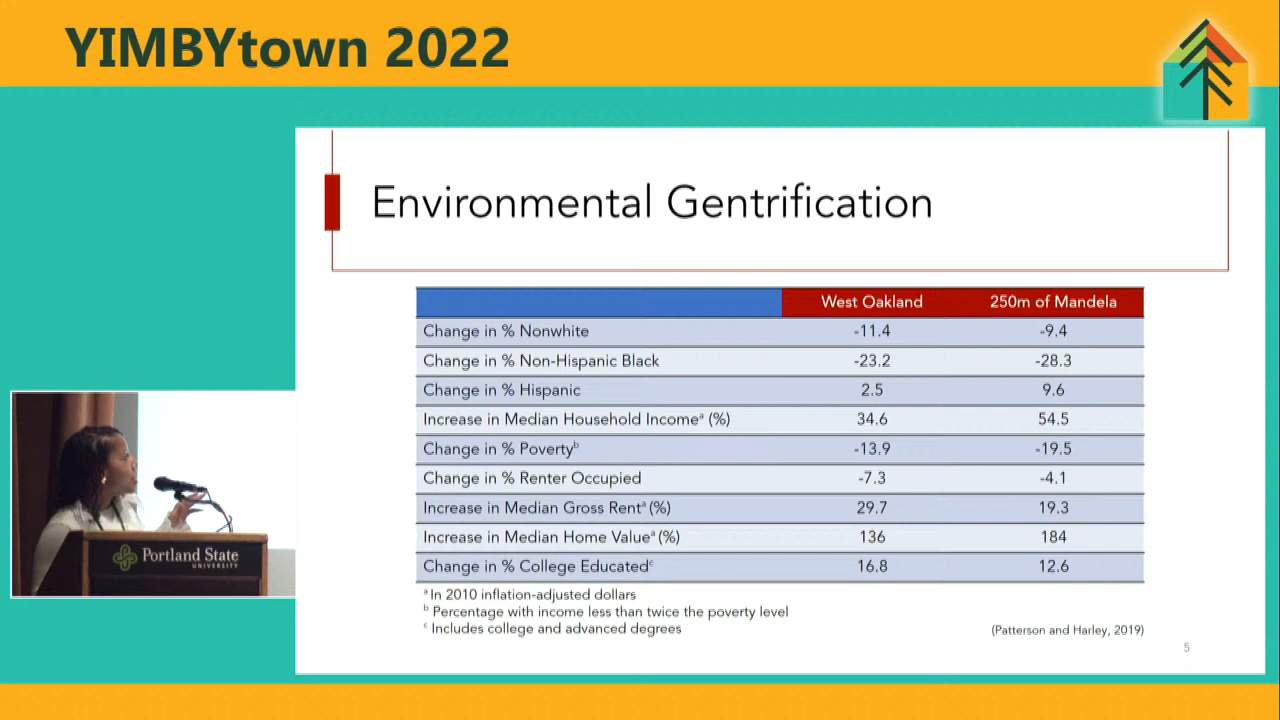 YIMBYtown 2022
Environmental Gentrification
West Oakland 250m of Mandela
Change in % Nonwhite -11.4 -9.4
Change in % Non-Hispanic Black -23.2 -28.3
Change in % Hispanic 2.5 9.6
Increase in Median Household Incomeᵃ (%) 34.6 54.5
Change in % Povertyᵇ -13.9 -19.5
Change in % Renter Occupied -7.3 -4.1
Increase in Median Gross Rentᵃ (%) 29.7 19.3
Increase in Median Home Valueᵃ (%) 136 184
Change in % College Educatedᶜ 16.8 12.6
ᵃ In 2010 inflation-adjusted dollars
ᵇ Percentage with income less than twice the poverty level
ᶜ Includes college and advanced degrees
(Patterson and Harley, 2019)
5
Portland State
UNIVERSITY